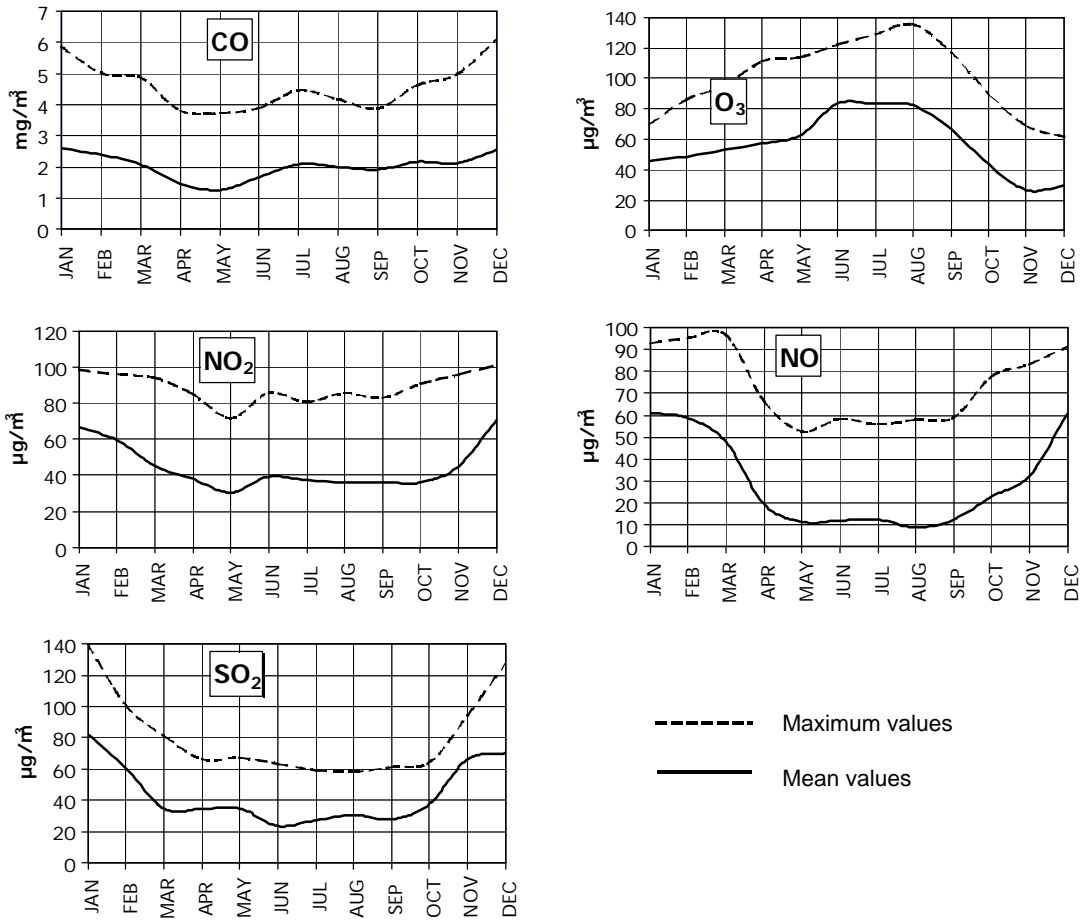 CO
mg/m³
7
6
5
4
3
2
1
0
JAN
FEB
MAR
APR
MAY
JUN
JUL
AUG
SEP
OCT
NOV
DEC
O₃
µg/m³
140
120
100
80
60
40
20
0
JAN
FEB
MAR
APR
MAY
JUN
JUL
AUG
SEP
OCT
NOV
DEC
NO₂
µg/m³
120
100
80
60
40
20
0
JAN
FEB
MAR
APR
MAY
JUN
JUL
AUG
SEP
OCT
NOV
DEC
NO
µg/m³
100
90
80
70
60
50
40
30
20
10
0
JAN
FEB
MAR
APR
MAY
JUN
JUL
AUG
SEP
OCT
NOV
DEC
SO₂
µg/m³
140
120
100
80
60
40
20
0
JAN
FEB
MAR
APR
MAY
JUN
JUL
AUG
SEP
OCT
NOV
DEC
Maximum values
Mean values